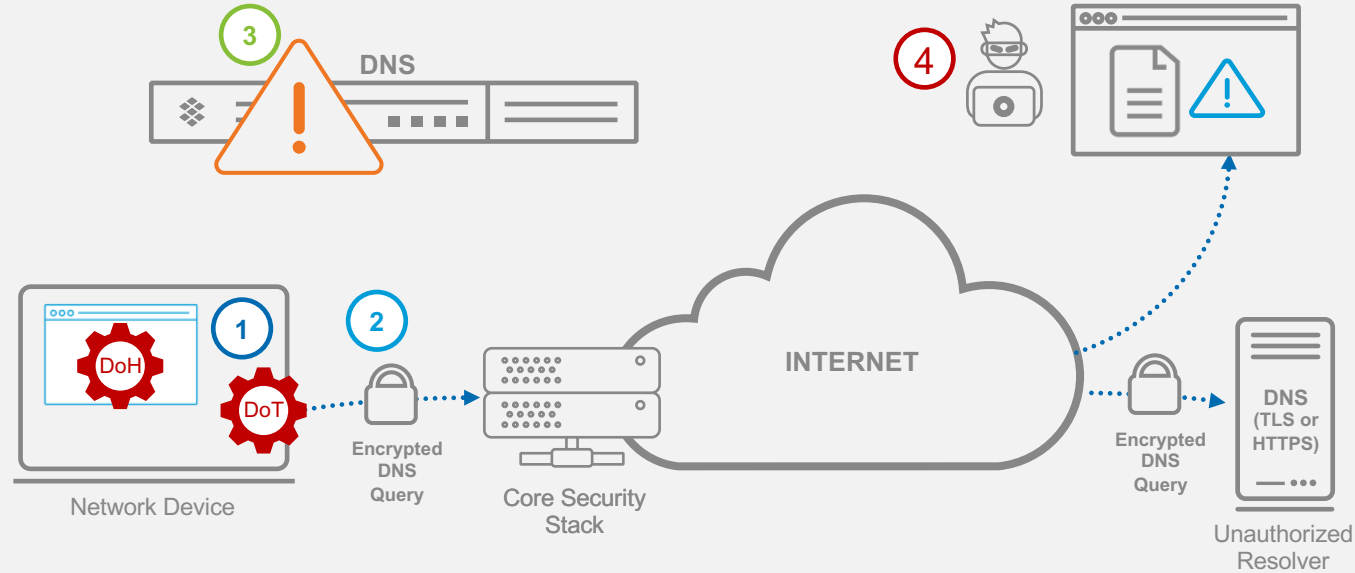 3
DNS
4
DoH
1
DoT
2
Encrypted
DNS
Query
Network Device
Core Security
Stack
INTERNET
Encrypted
DNS
Query
DNS
(TLS or
HTTPS)
Unauthorized
Resolver